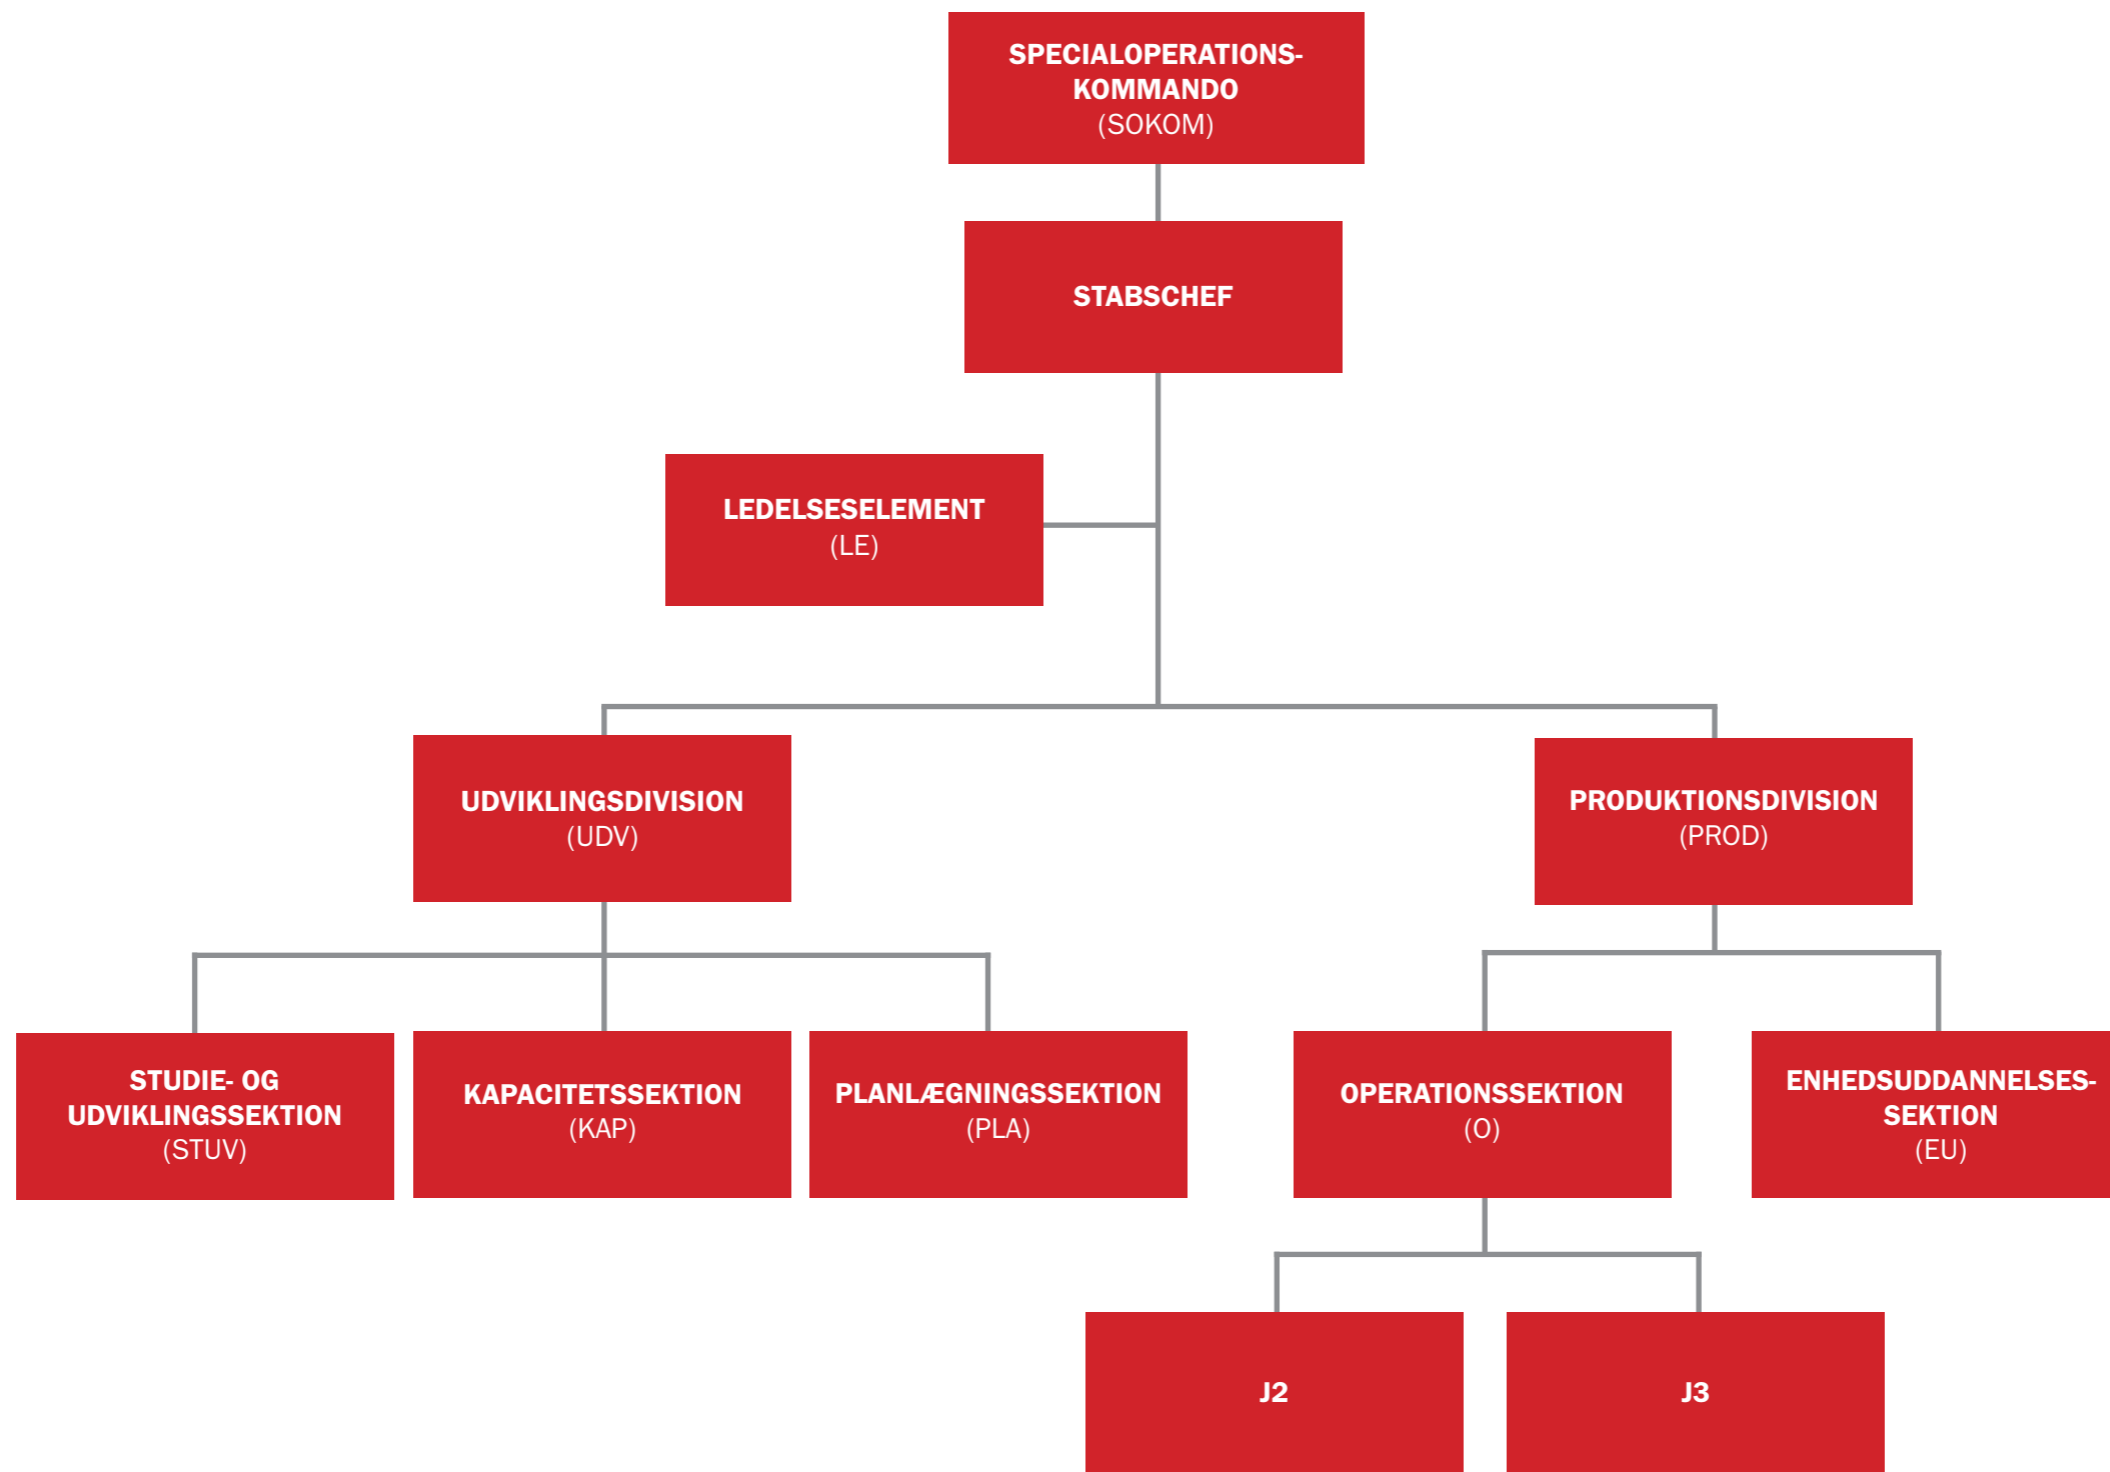 SPECIALOPERATIONS-
KOMMANDO
(SOKOM)
STABSCHEF
LEDELSESELEMENT
(LE)
UDVIKLINGSDIVISION
(UDV)
PRODUKTIONSDIVISION
(PROD)
STUDIE- OG
UDVIKLINGSSEKTION
(STUV)
KAPACITETSSEKTION
(KAP)
PLANLÆGNINGSSEKTION
(PLA)
OPERATIONSSEKTION
(O)
ENHEDSUDDANNELSES-
SEKTION
(EU)
J2
J3